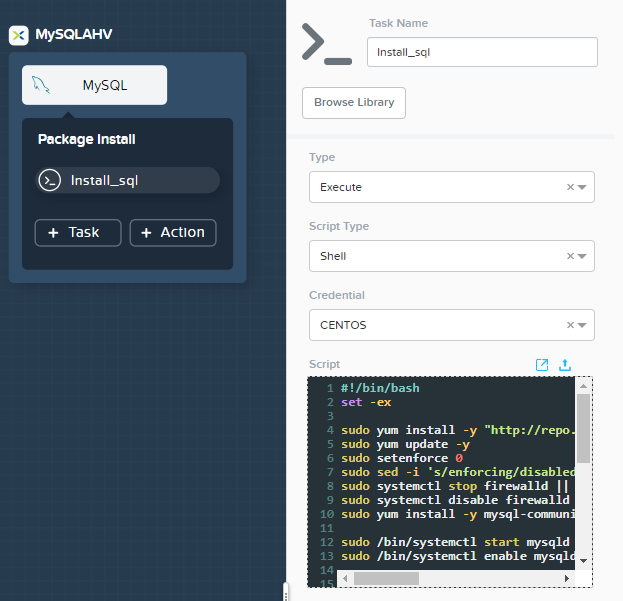 MySQLAHV
MySQL
Package Install
Install_sql
+ Task
+ Action
Task Name
Install_sql
Browse Library
Type
Execute
Script Type
Shell
Credential
CENTOS
Script
1 #!/bin/bash
2 set -ex
3
4 sudo yum install -y "http://repo.
5 sudo yum update -y
6 sudo setenforce 0
7 sudo sed -i 's/enforcing/disabled
8 sudo systemctl stop firewalld ||
9 sudo systemctl disable firewalld
10 sudo yum install -y mysql-communi
11
12 sudo /bin/systemctl start mysqld
13 sudo /bin/systemctl enable mysqld
14
15